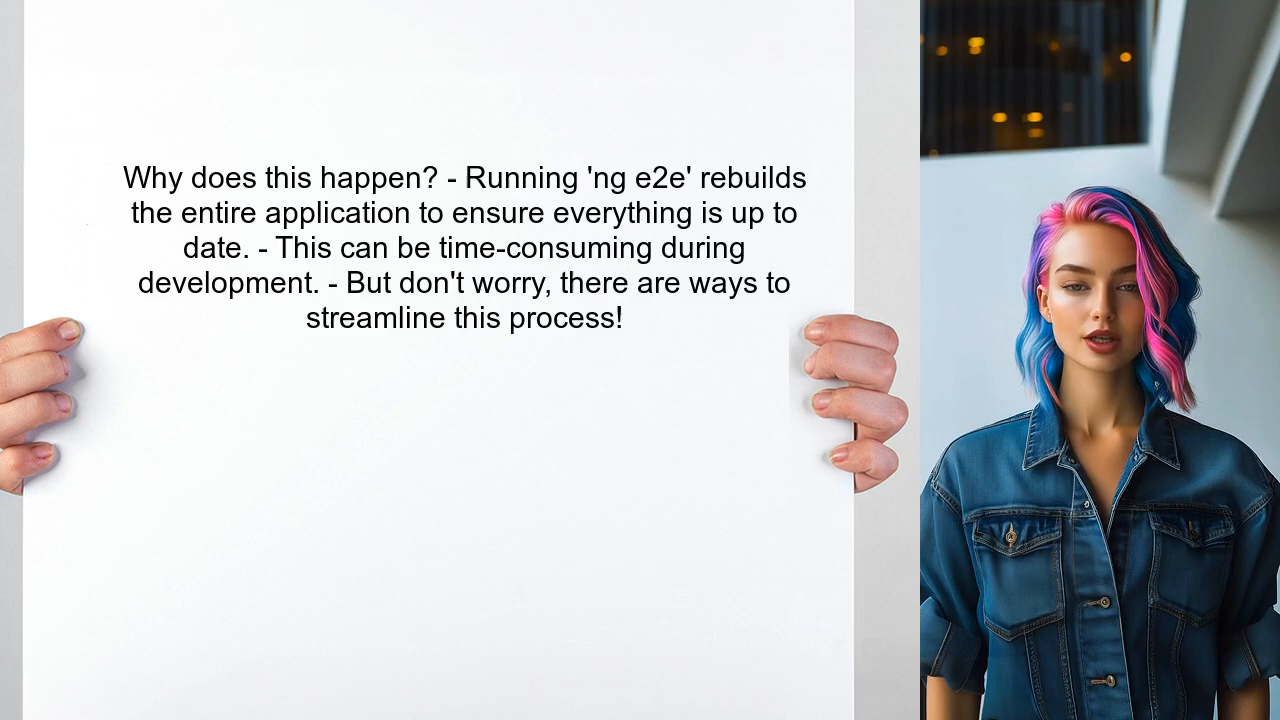 Why does this happen? - Running 'ng e2e' rebuilds
the entire application to ensure everything is up to
date. - This can be time-consuming during
development. - But don't worry, there are ways to
streamline this process!